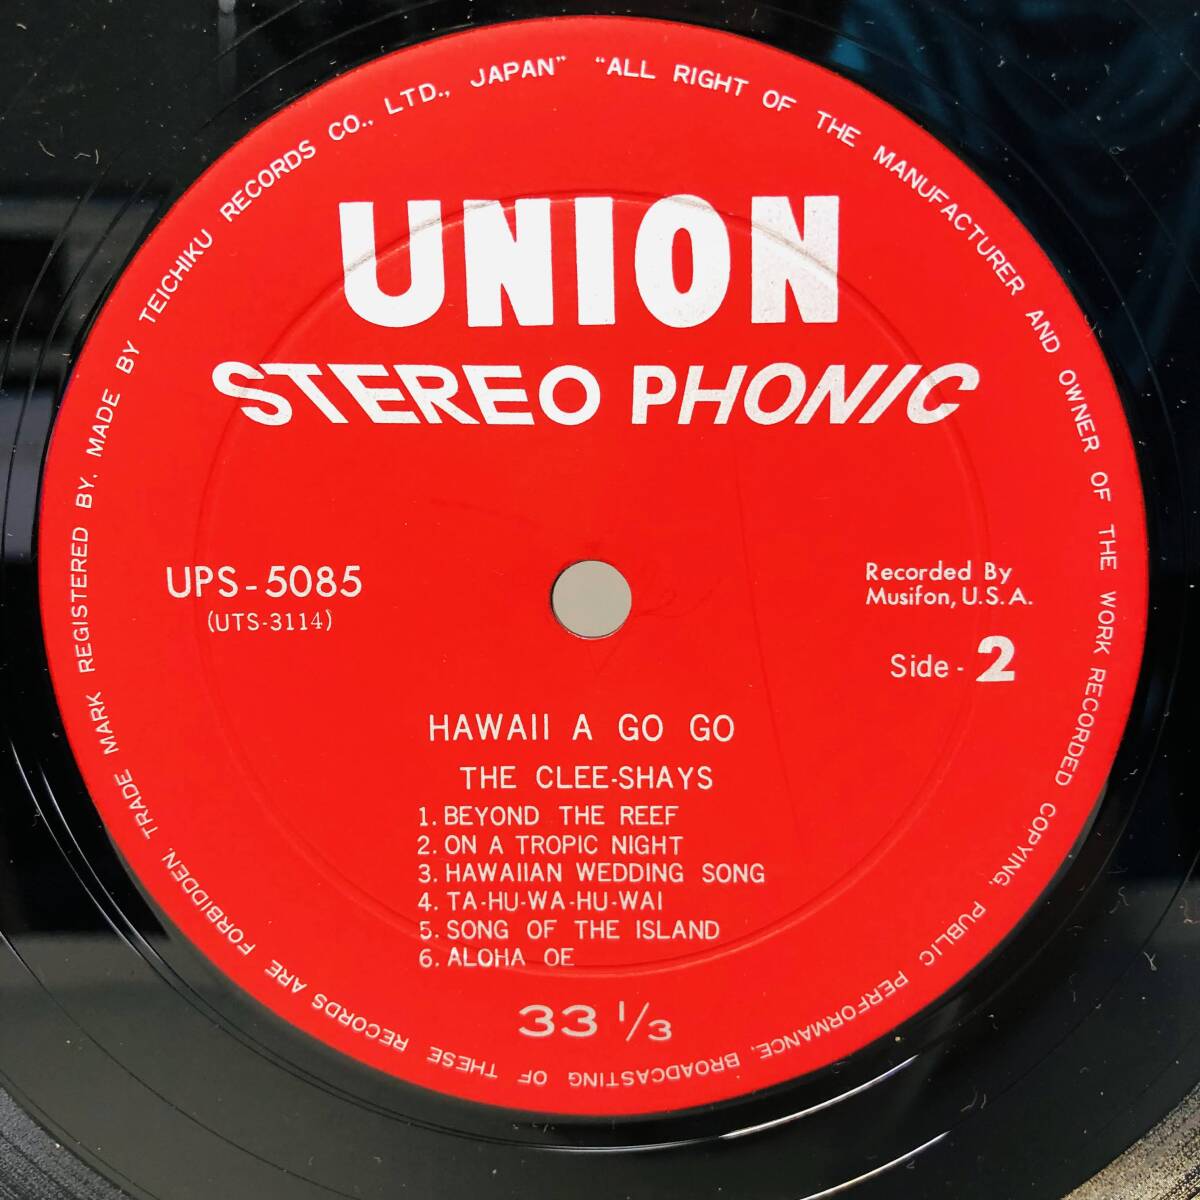 "ALL RIGHT OF THE MANUFACTURER AND OWNER OF THE WORK RECORDED COPYING, PUBLIC PERFORMANCE, BROADCASTING OF THESE RECORDS ARE FORBIDDEN, TRADE MARK REGISTERED BY, MADE BY TEICHIKU RECORDS CO., LTD., JAPAN"
UNION
STEREO PHONIC
UPS-5085
(UTS-3114)
Recorded By
Musifon, U.S.A.
Side - 2
HAWAII A GO GO
THE CLEE-SHAYS
1. BEYOND THE REEF
2. ON A TROPIC NIGHT
3. HAWAIIAN WEDDING SONG
4. TA-HU-WA-HU-WAI
5. SONG OF THE ISLAND
6. ALOHA OE
33 1/3